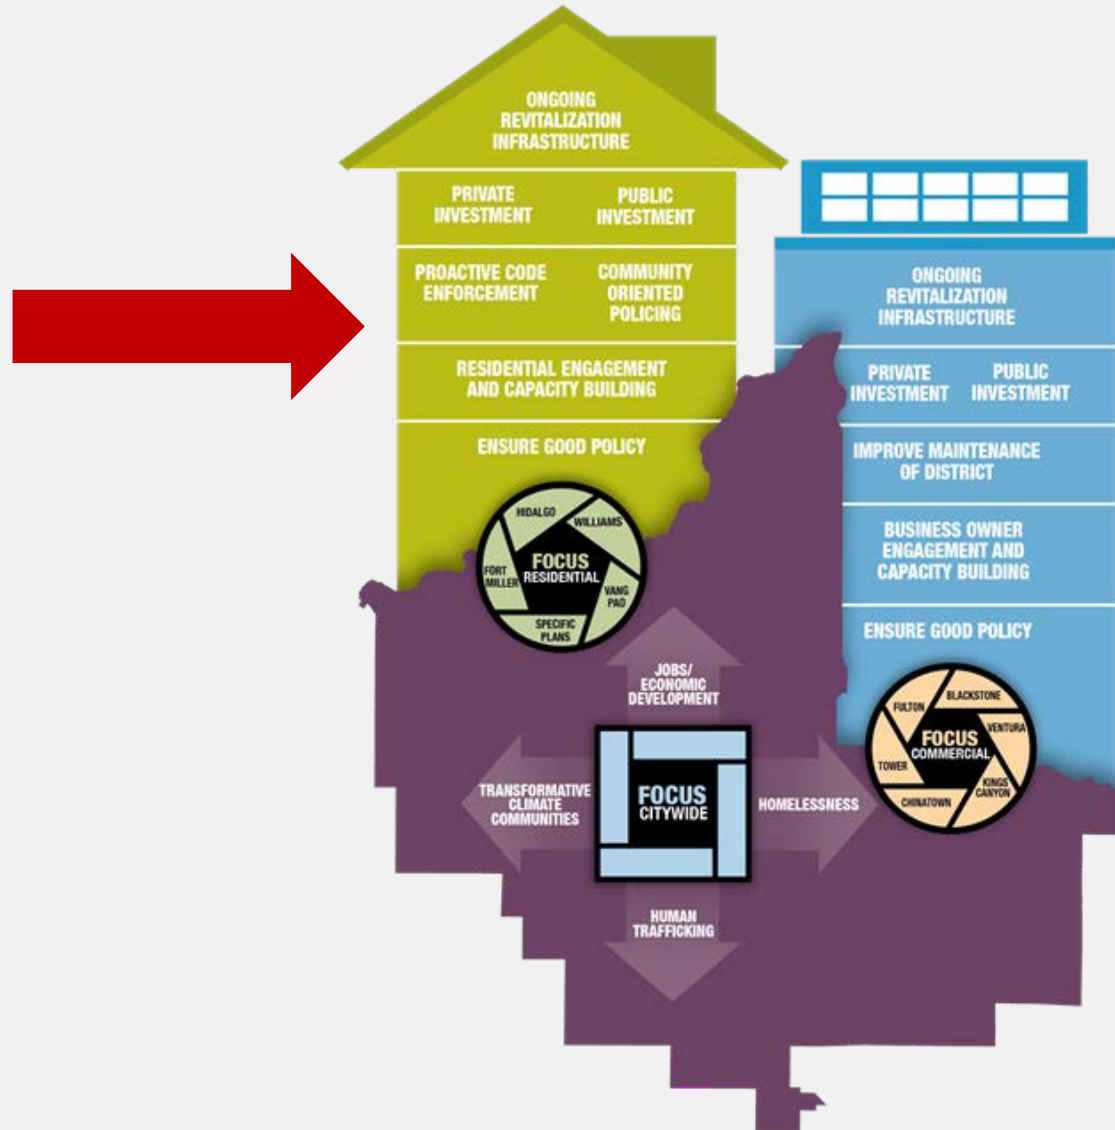 ONGOING
REVITALIZATION
INFRASTRUCTURE
PRIVATE
INVESTMENT
PUBLIC
INVESTMENT
PROACTIVE CODE
ENFORCEMENT
COMMUNITY
ORIENTED
POLICING
RESIDENTIAL ENGAGEMENT
AND CAPACITY BUILDING
ENSURE GOOD POLICY
HIDALGO
WILLIAMS
FORT
MILLER
FOCUS
RESIDENTIAL
VANG
PAO
SPECIFIC
PLANS
ONGOING
REVITALIZATION
INFRASTRUCTURE
PRIVATE
INVESTMENT
PUBLIC
INVESTMENT
IMPROVE MAINTENANCE
OF DISTRICT
BUSINESS OWNER
ENGAGEMENT AND
CAPACITY BUILDING
ENSURE GOOD POLICY
FULTON
BLACKSTONE
VENTURA
FOCUS
COMMERCIAL
TOWER
KINGS
CANYON
CHINATOWN
JOBS/
ECONOMIC
DEVELOPMENT
TRANSFORMATIVE
CLIMATE
COMMUNITIES
FOCUS
CITYWIDE
HOMELESSNESS
HUMAN
TRAFFICKING